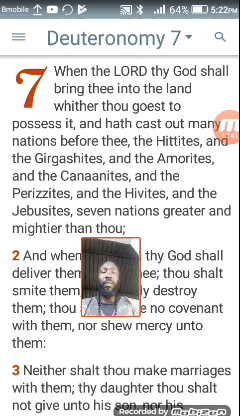 Bmobile 64% 5:22PM
Deuteronomy 7
7 When the LORD thy God shall
bring thee into the land
whither thou goest to
possess it, and hath cast out many
nations before thee, the Hittites, and
the Girgashites, and the Amorites,
and the Canaanites, and the
Perizzites, and the Hivites, and the
Jebusites, seven nations greater and
mightier than thou;
2 And when thy God shall
deliver thee; thou shalt
smite them destroy
them; thou no covenant
with them, nor shew mercy unto
them:
3 Neither shalt thou make marriages
with them; thy daughter thou shalt
not give unto his son, nor his
Recorded by
MobiZen